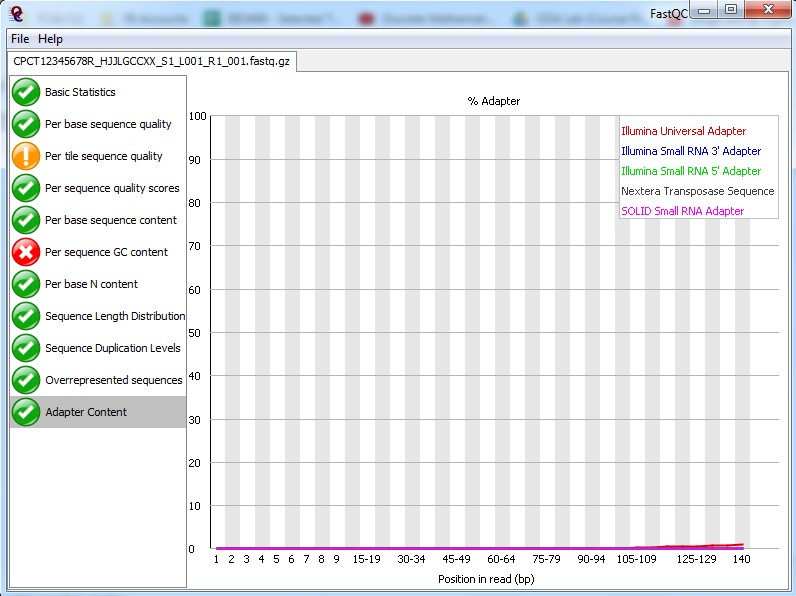 FastQC
File Help
CPCT12345678R_HJJLGCCXX_S1_L001_R1_001.fastq.gz
Basic Statistics
Per base sequence quality
Per tile sequence quality
Per sequence quality scores
Per base sequence content
Per sequence GC content
Per base N content
Sequence Length Distribution
Sequence Duplication Levels
Overrepresented sequences
Adapter Content
% Adapter
100
90
80
70
60
50
40
30
20
10
0
Illumina Universal Adapter
Illumina Small RNA 3' Adapter
Illumina Small RNA 5' Adapter
Nextera Transposase Sequence
SOLID Small RNA Adapter
1 2 3 4 5 6 7 8 9 15-19 30-34 45-49 60-64 75-79 90-94 105-109 125-129 140
Position in read (bp)